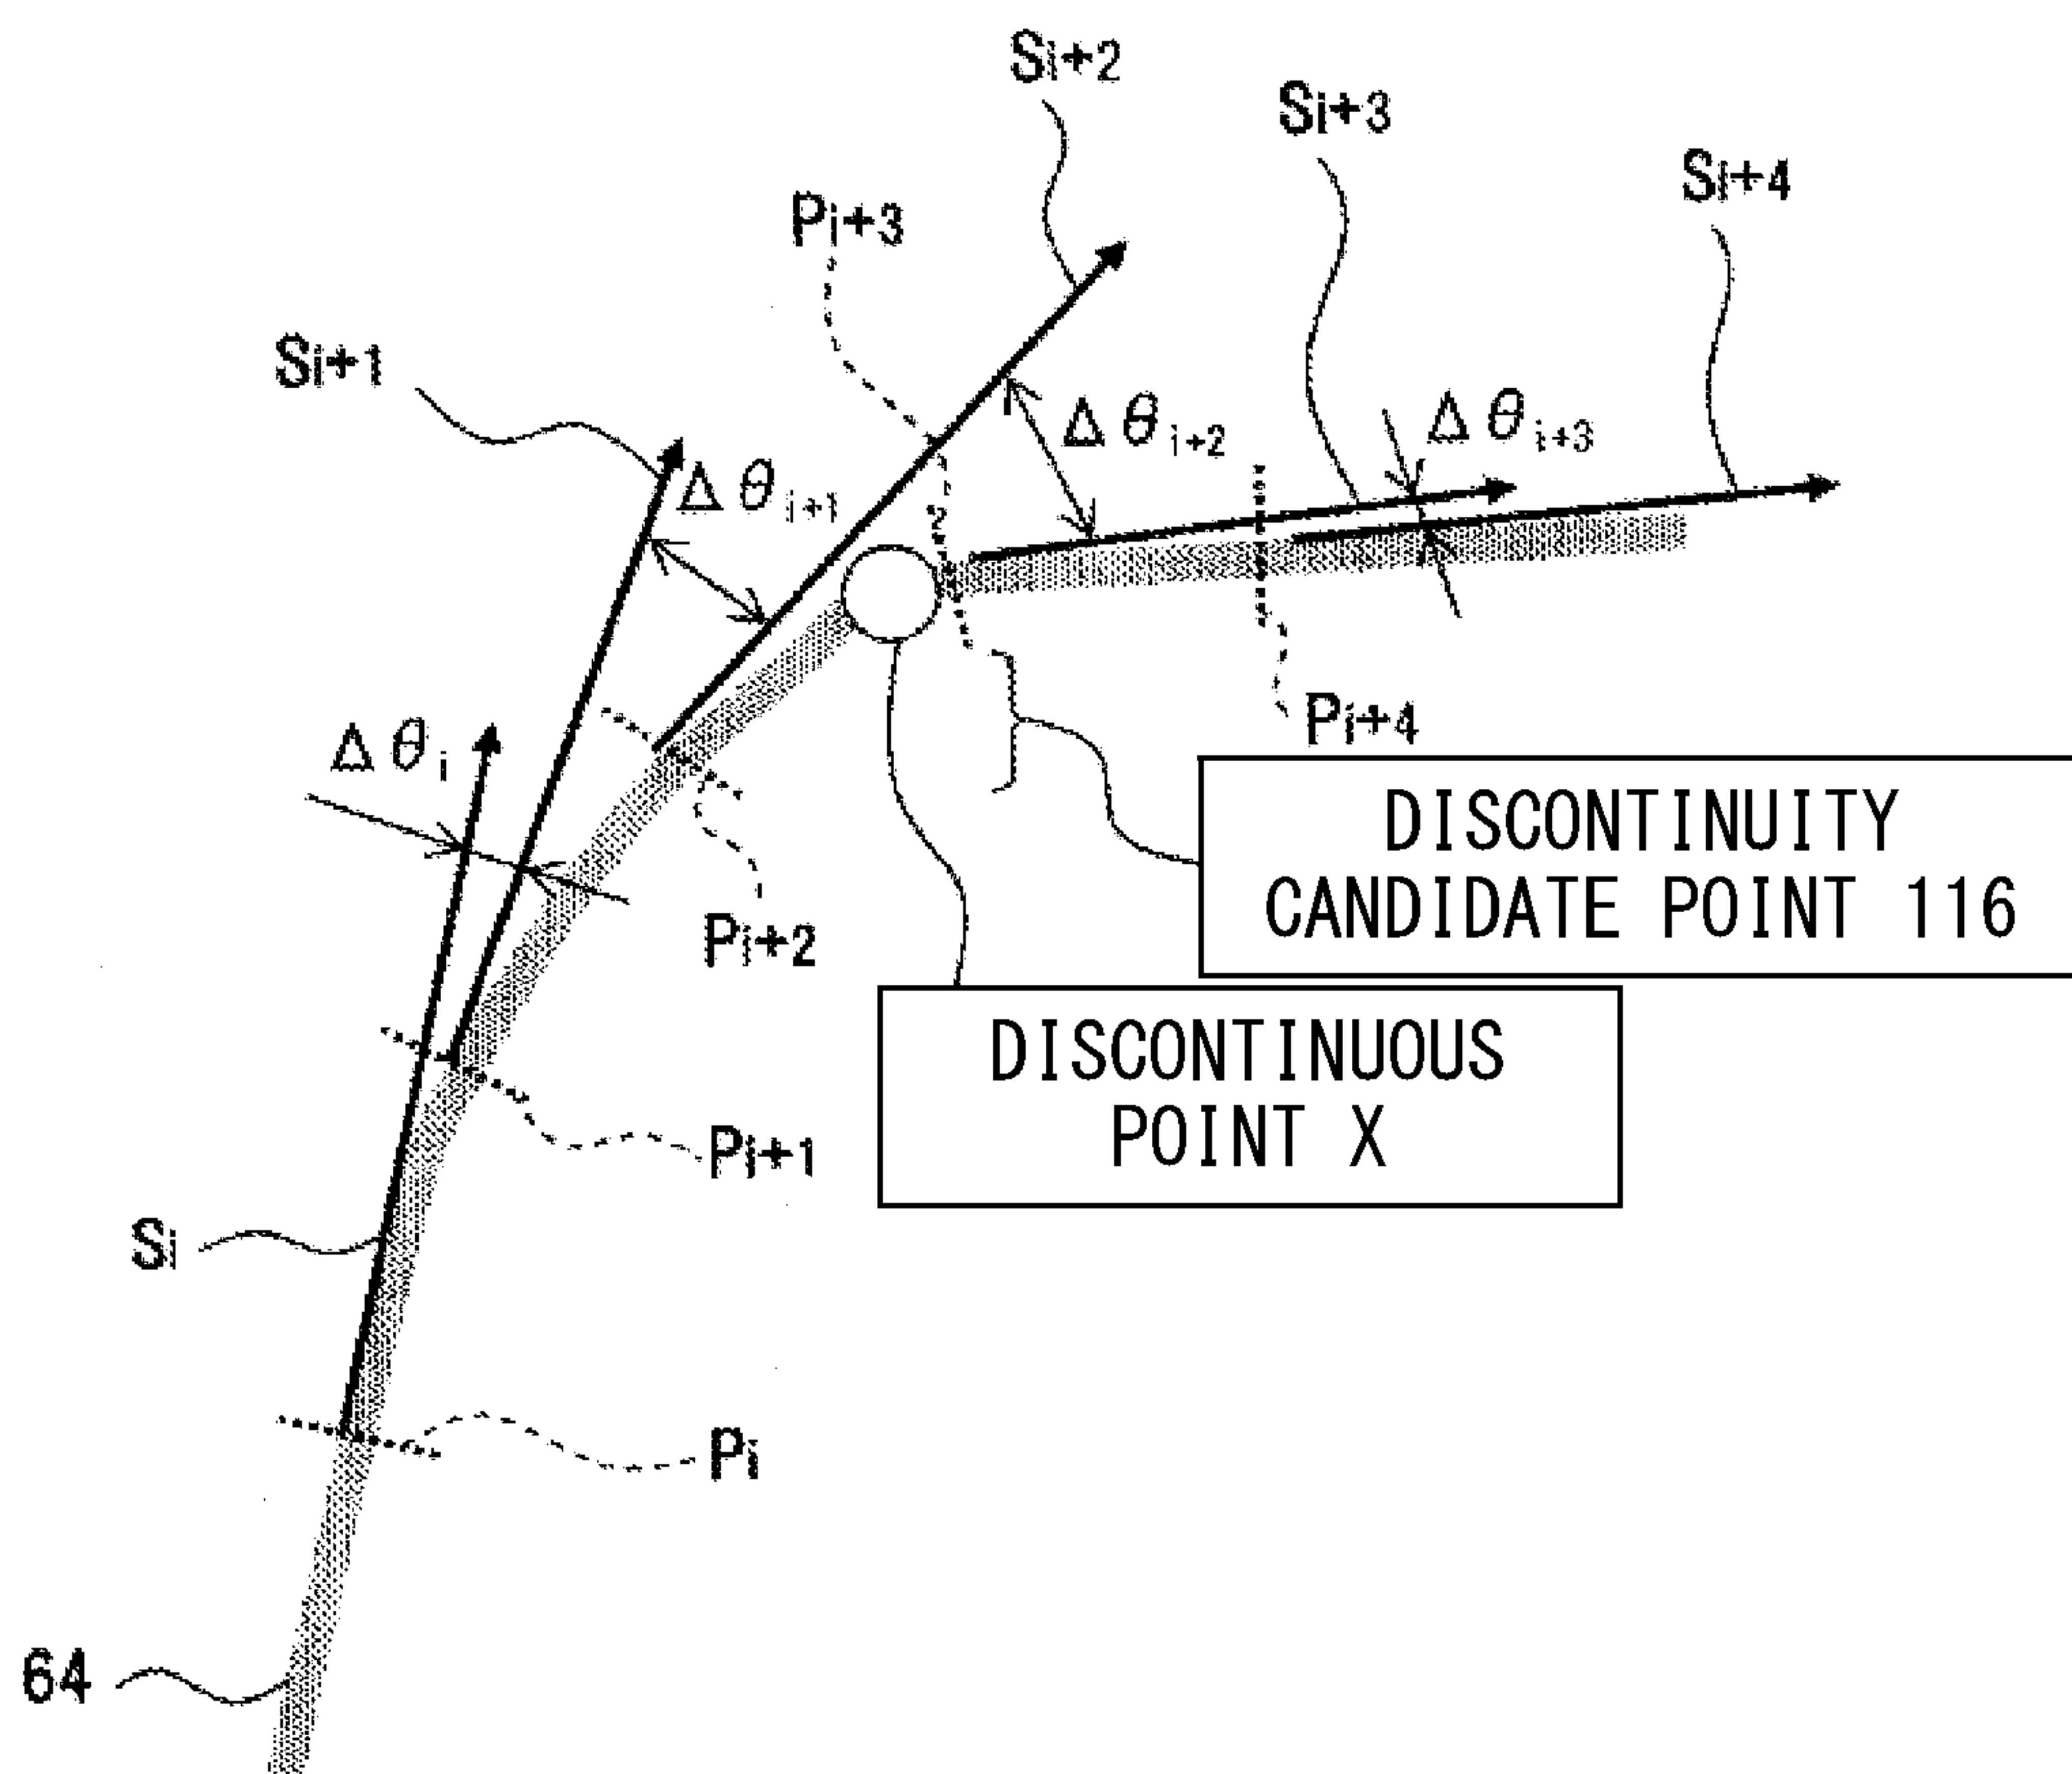 Si+2
Si+3
Si+4
Pi+3
Si+1
Δθi+2
Δθi+3
Δθi+1
Pi+4
Δθi
DISCONTINUITY
CANDIDATE POINT 116
Pi+2
DISCONTINUOUS
POINT X
Pi+1
Si
Pi
64